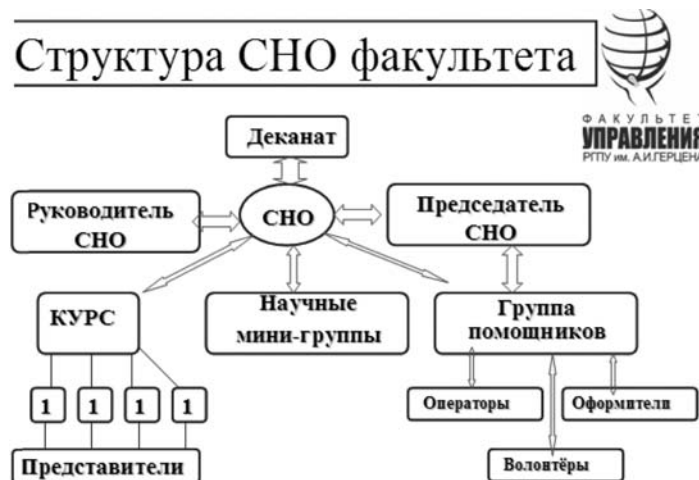 Структура СНО факультета
ФАКУЛЬТЕТ
УПРАВЛЕНИЯ
РГПУ им. А.И.ГЕРЦЕНА
Деканат
Руководитель
СНО
СНО
Председатель
СНО
КУРС
Научные
мини-группы
Группа
помощников
1
1
1
1
Операторы
Оформители
Представители
Волонтёры